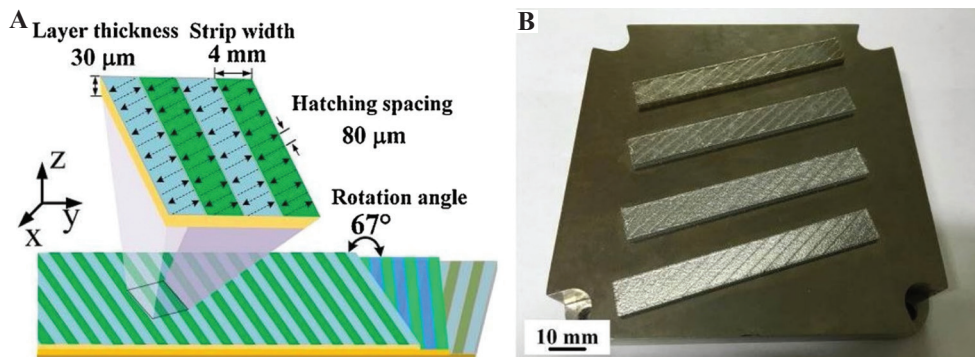 A
Layer thickness
30 μm
Strip width
4 mm
Hatching spacing
80 μm
Rotation angle
67°
z
y
x
B
10 mm